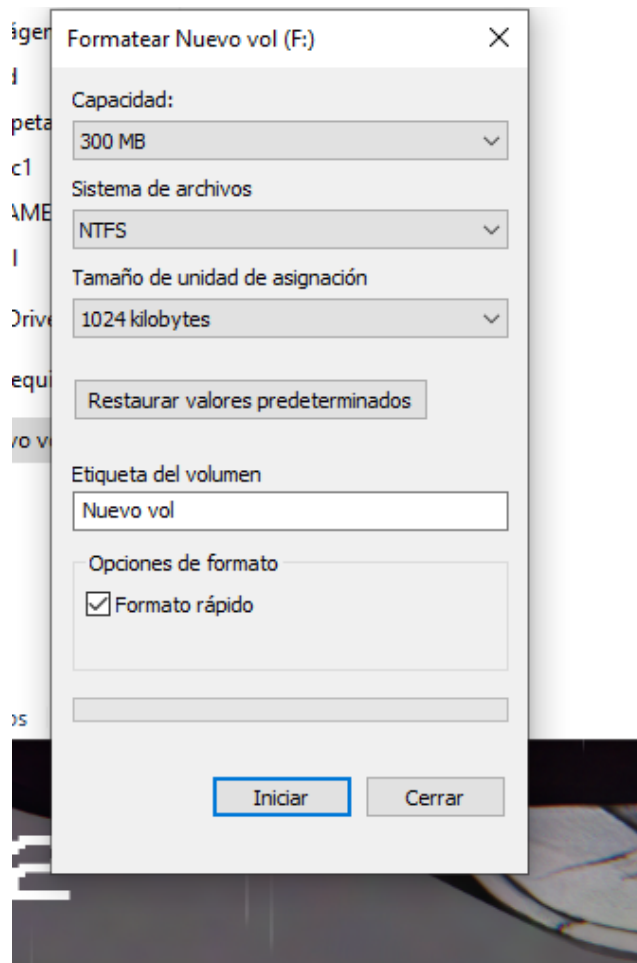 Formatear Nuevo vol (F:)
Capacidad:
300 MB
Sistema de archivos
NTFS
Tamaño de unidad de asignación
1024 kilobytes
Restaurar valores predeterminados
Etiqueta del volumen
Nuevo vol
Opciones de formato
Formato rápido
Iniciar
Cerrar